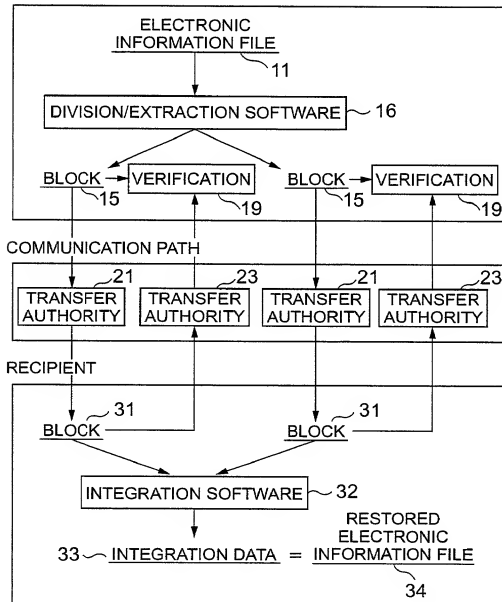 ELECTRONIC
INFORMATION FILE
11
DIVISION/EXTRACTION SOFTWARE
16
BLOCK
15
VERIFICATION
19
BLOCK
15
VERIFICATION
19
COMMUNICATION PATH
21
23
21
23
TRANSFER
AUTHORITY
TRANSFER
AUTHORITY
TRANSFER
AUTHORITY
TRANSFER
AUTHORITY
RECIPIENT
31
BLOCK
31
BLOCK
INTEGRATION SOFTWARE
32
33 INTEGRATION DATA =
RESTORED
ELECTRONIC
INFORMATION FILE
34